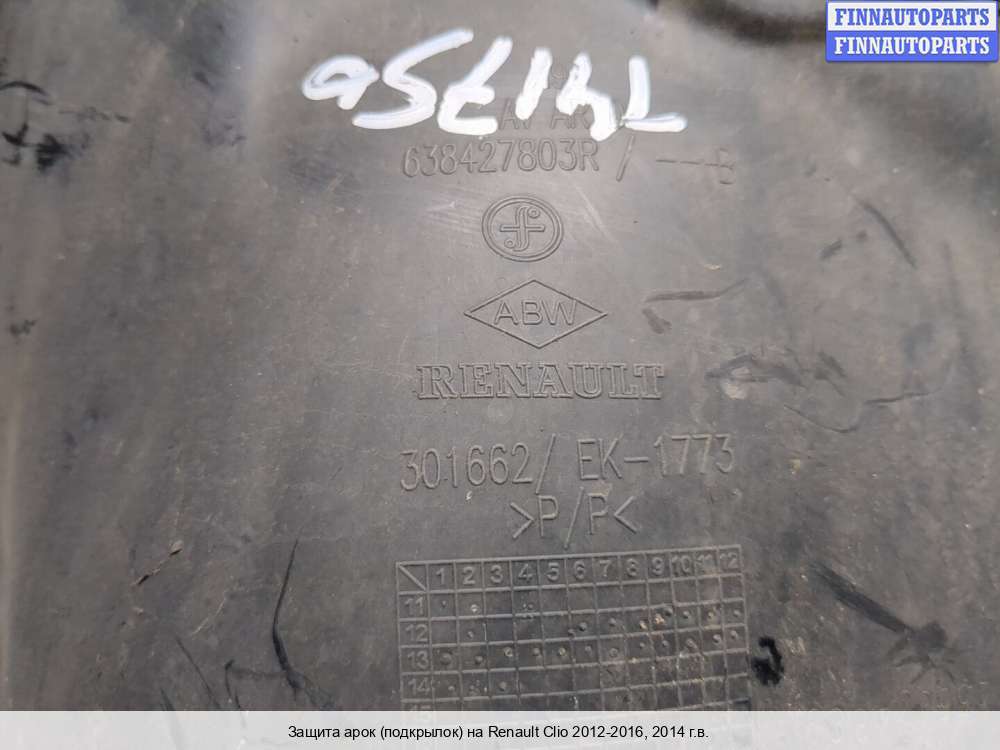 FINNAUTOPARTS
FINNAUTOPARTS
638427803R / ---B
ABW
RENAULT
301662/ EK-1773
>P/P<
1 2 3 4 5 6 7 8 9 10 11 12
11
12
13
14
Защита арок (подкрылок) на Renault Clio 2012-2016, 2014 г.в.